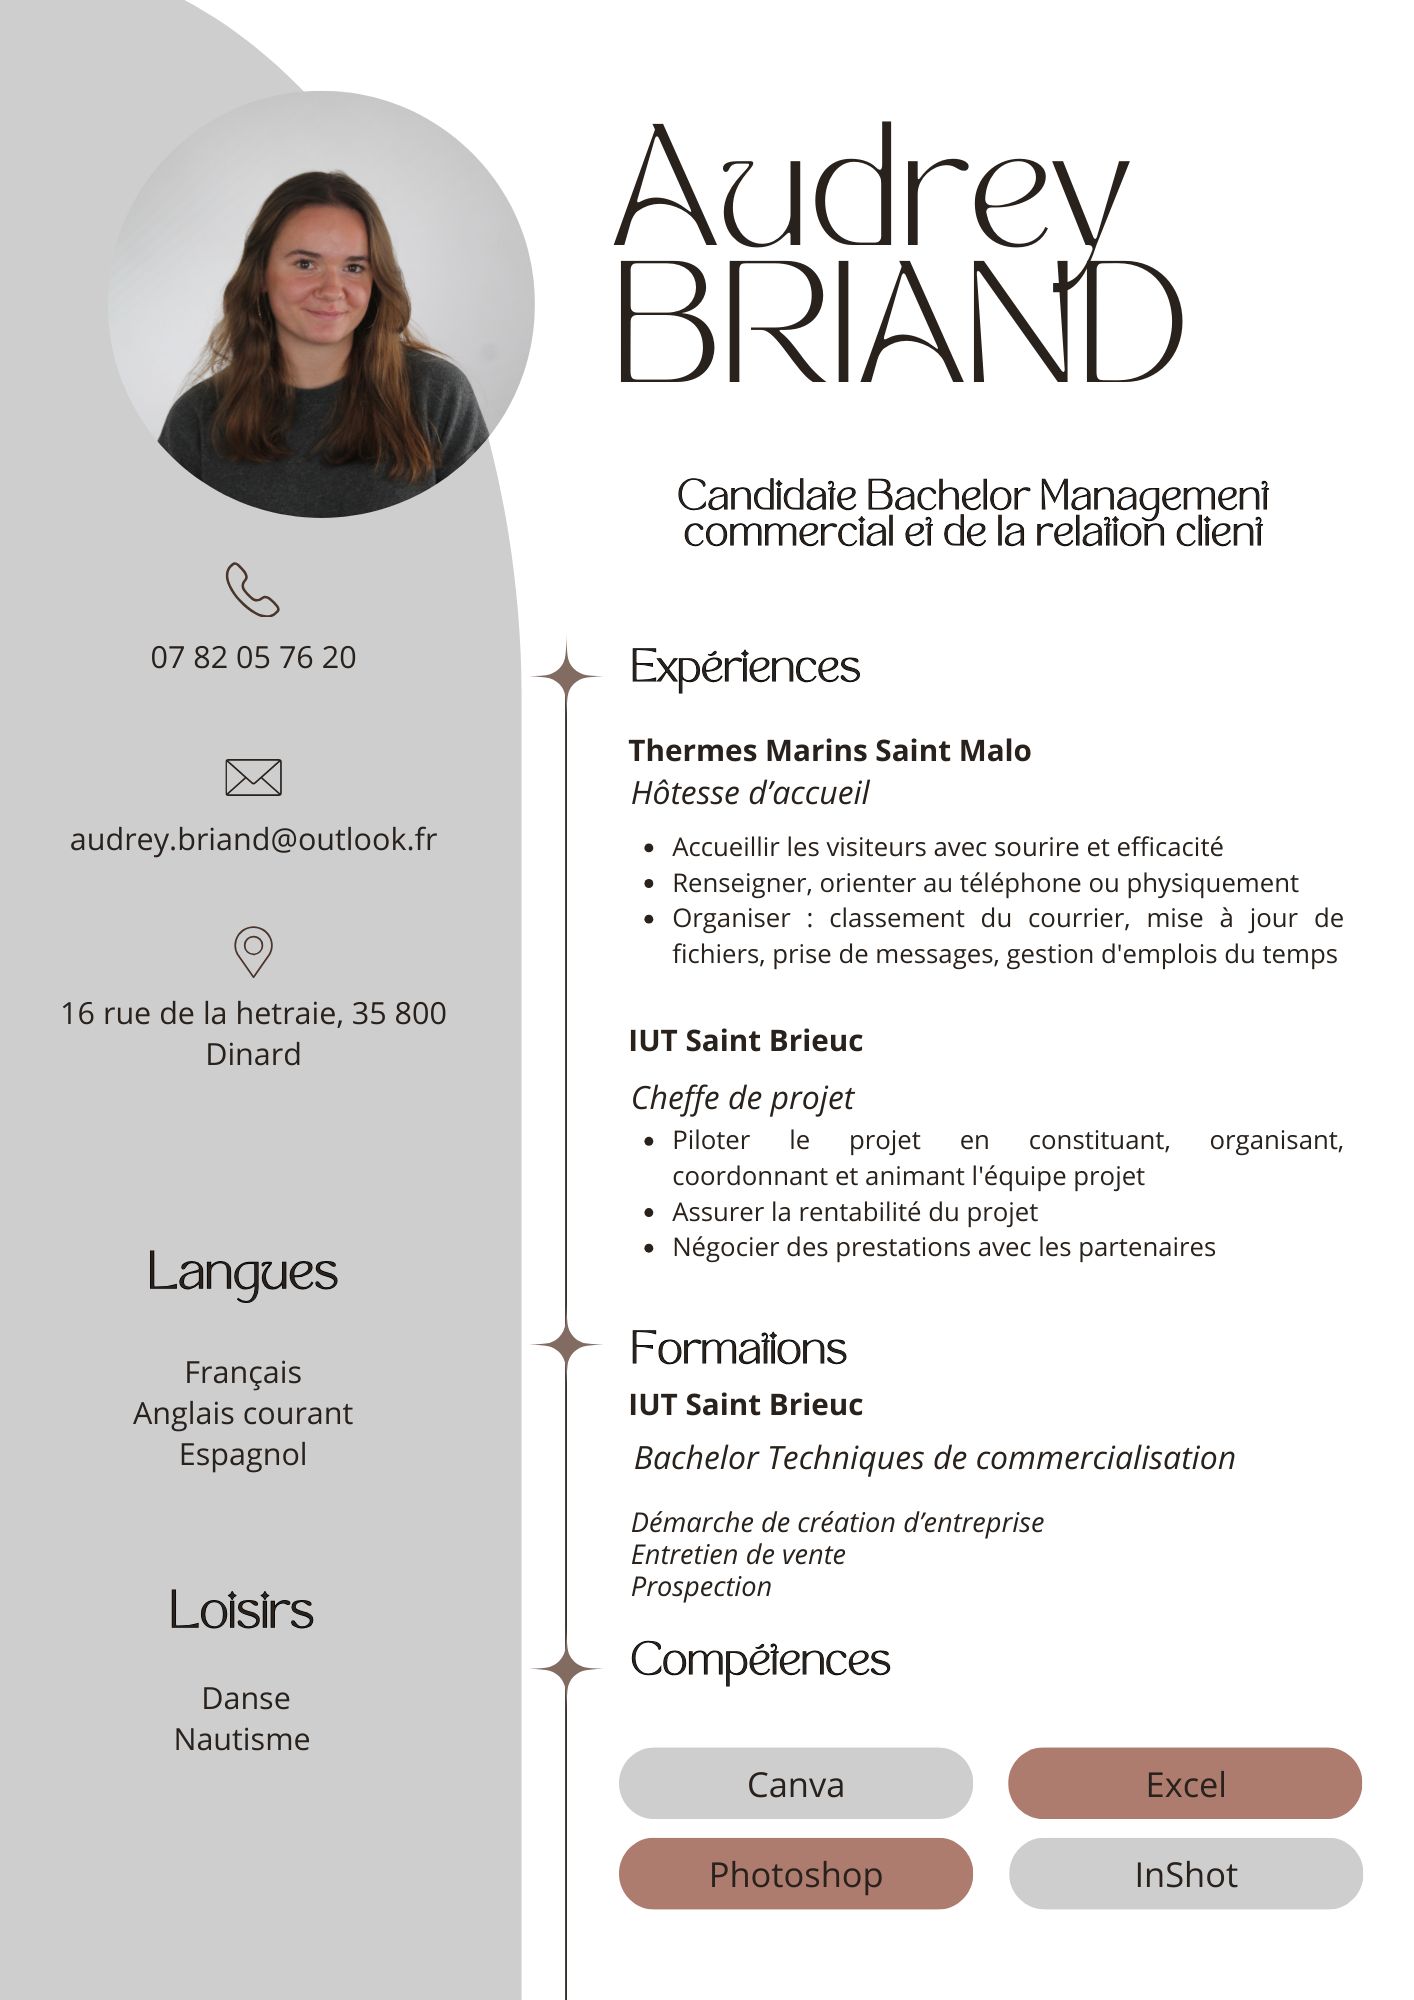 Audrey
BRIAND
Candidate Bachelor Management
commercial et de la relation client
07 82 05 76 20
audrey.briand@outlook.fr
16 rue de la hetraie, 35 800
Dinard
Langues
Français
Anglais courant
Espagnol
Loisirs
Danse
Nautisme
Expériences
Thermes Marins Saint Malo
Hôtesse d’accueil
• Accueillir les visiteurs avec sourire et efficacité
• Renseigner, orienter au téléphone ou physiquement
• Organiser : classement du courrier, mise à jour de
fichiers, prise de messages, gestion d'emplois du temps
IUT Saint Brieuc
Cheffe de projet
• Piloter le projet en constituant, organisant,
coordonnant et animant l'équipe projet
• Assurer la rentabilité du projet
• Négocier des prestations avec les partenaires
Formations
IUT Saint Brieuc
Bachelor Techniques de commercialisation
Démarche de création d’entreprise
Entretien de vente
Prospection
Compétences
Canva
Excel
Photoshop
InShot